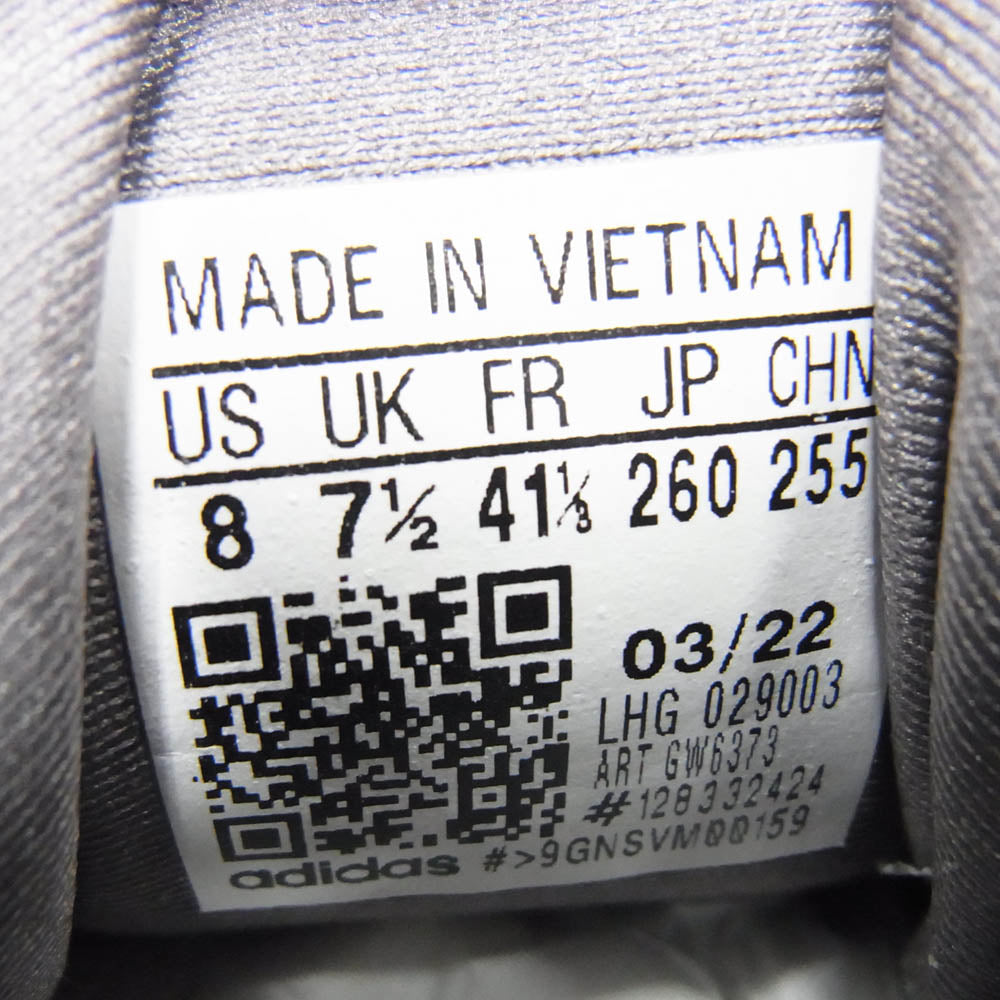 MADE IN VIETNAM
US UK FR JP CHN
8 7½ 41⅓ 260 255
03/22
LHG 029003
ART GW6373
#128332424
adidas #>9GNSVM00159